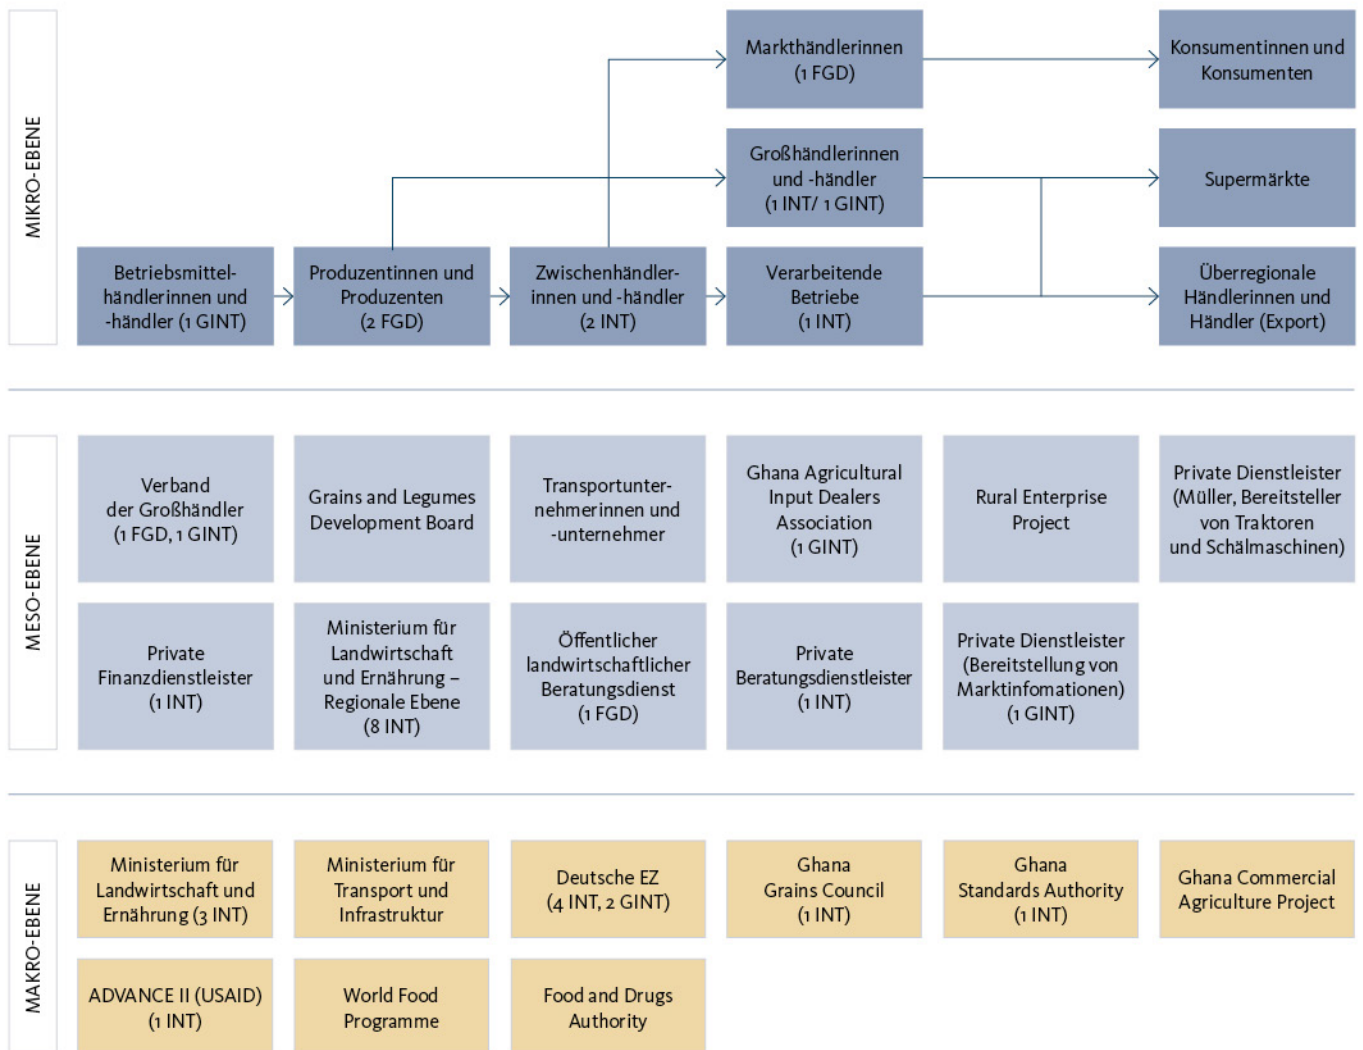 MIKRO-EBENE
Markthändlerinnen
(1 FGD)
Konsumentinnen und
Konsumenten
Großhändlerinnen
und -händler
(1 INT/ 1 GINT)
Supermärkte
Betriebsmittel-
händlerinnen und
-händler (1 GINT)
Produzentinnen und
Produzenten
(2 FGD)
Zwischenhändler-
innen und -händler
(2 INT)
Verarbeitende
Betriebe
(1 INT)
Überregionale
Händlerinnen und
Händler (Export)
MESO-EBENE
Verband
der Großhändler
(1 FGD, 1 GINT)
Grains and Legumes
Development Board
Transportunter-
nehmerinnen und
-unternehmer
Ghana Agricultural
Input Dealers
Association
(1 GINT)
Rural Enterprise
Project
Private Dienstleister
(Müller, Bereitsteller
von Traktoren
und Schälmaschinen)
Private
Finanzdienstleister
(1 INT)
Ministerium für
Landwirtschaft
und Ernährung –
Regionale Ebene
(8 INT)
Öffentlicher
landwirtschaftlicher
Beratungsdienst
(1 FGD)
Private
Beratungsdienstleister
(1 INT)
Private Dienstleister
(Bereitstellung von
Marktinfomationen)
(1 GINT)
MAKRO-EBENE
Ministerium für
Landwirtschaft und
Ernährung (3 INT)
Ministerium für
Transport und
Infrastruktur
Deutsche EZ
(4 INT, 2 GINT)
Ghana
Grains Council
(1 INT)
Ghana
Standards Authority
(1 INT)
Ghana Commercial
Agriculture Project
ADVANCE II (USAID)
(1 INT)
World Food
Programme
Food and Drugs
Authority